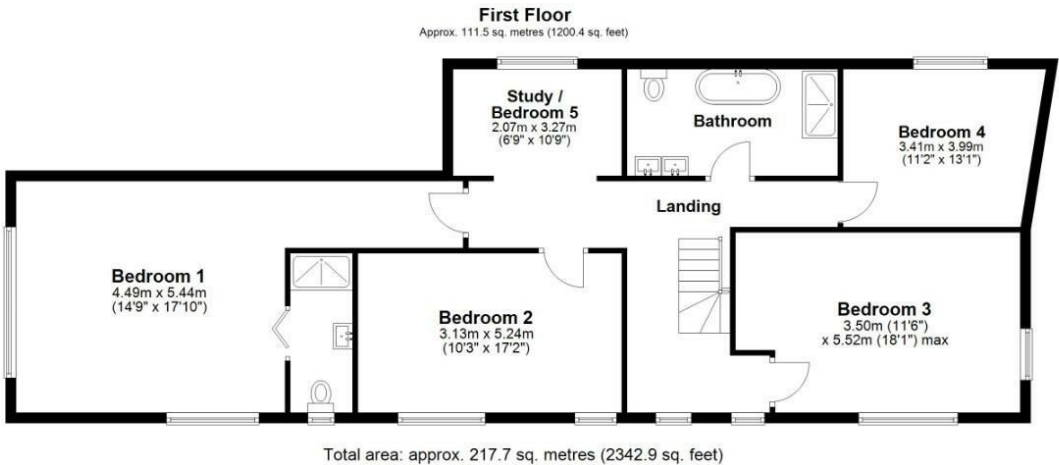 First Floor
Approx. 111.5 sq. metres (1200.4 sq. feet)
Study /
Bedroom 5
2.07m x 3.27m
(6'9" x 10'9")
Bathroom
Bedroom 4
3.41m x 3.99m
(11'2" x 13'1")
Landing
Bedroom 1
4.49m x 5.44m
(14'9" x 17'10")
Bedroom 2
3.13m x 5.24m
(10'3" x 17'2")
Bedroom 3
3.50m (11'6")
x 5.52m (18'1") max
Total area: approx. 217.7 sq. metres (2342.9 sq. feet)